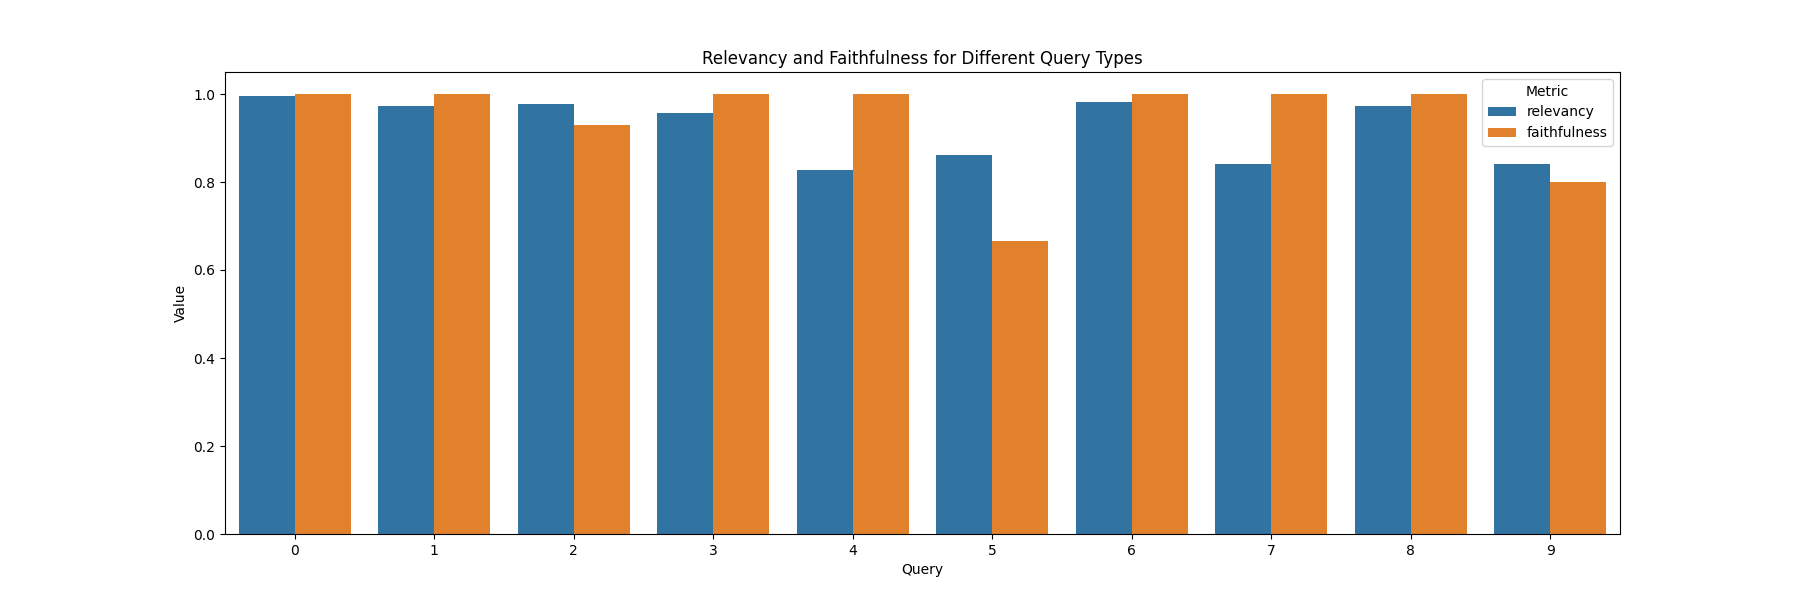 Relevancy and Faithfulness for Different Query Types
Metric
relevancy
faithfulness
Value
1.0
0.8
0.6
0.4
0.2
0.0
0 1 2 3 4 5 6 7 8 9
Query